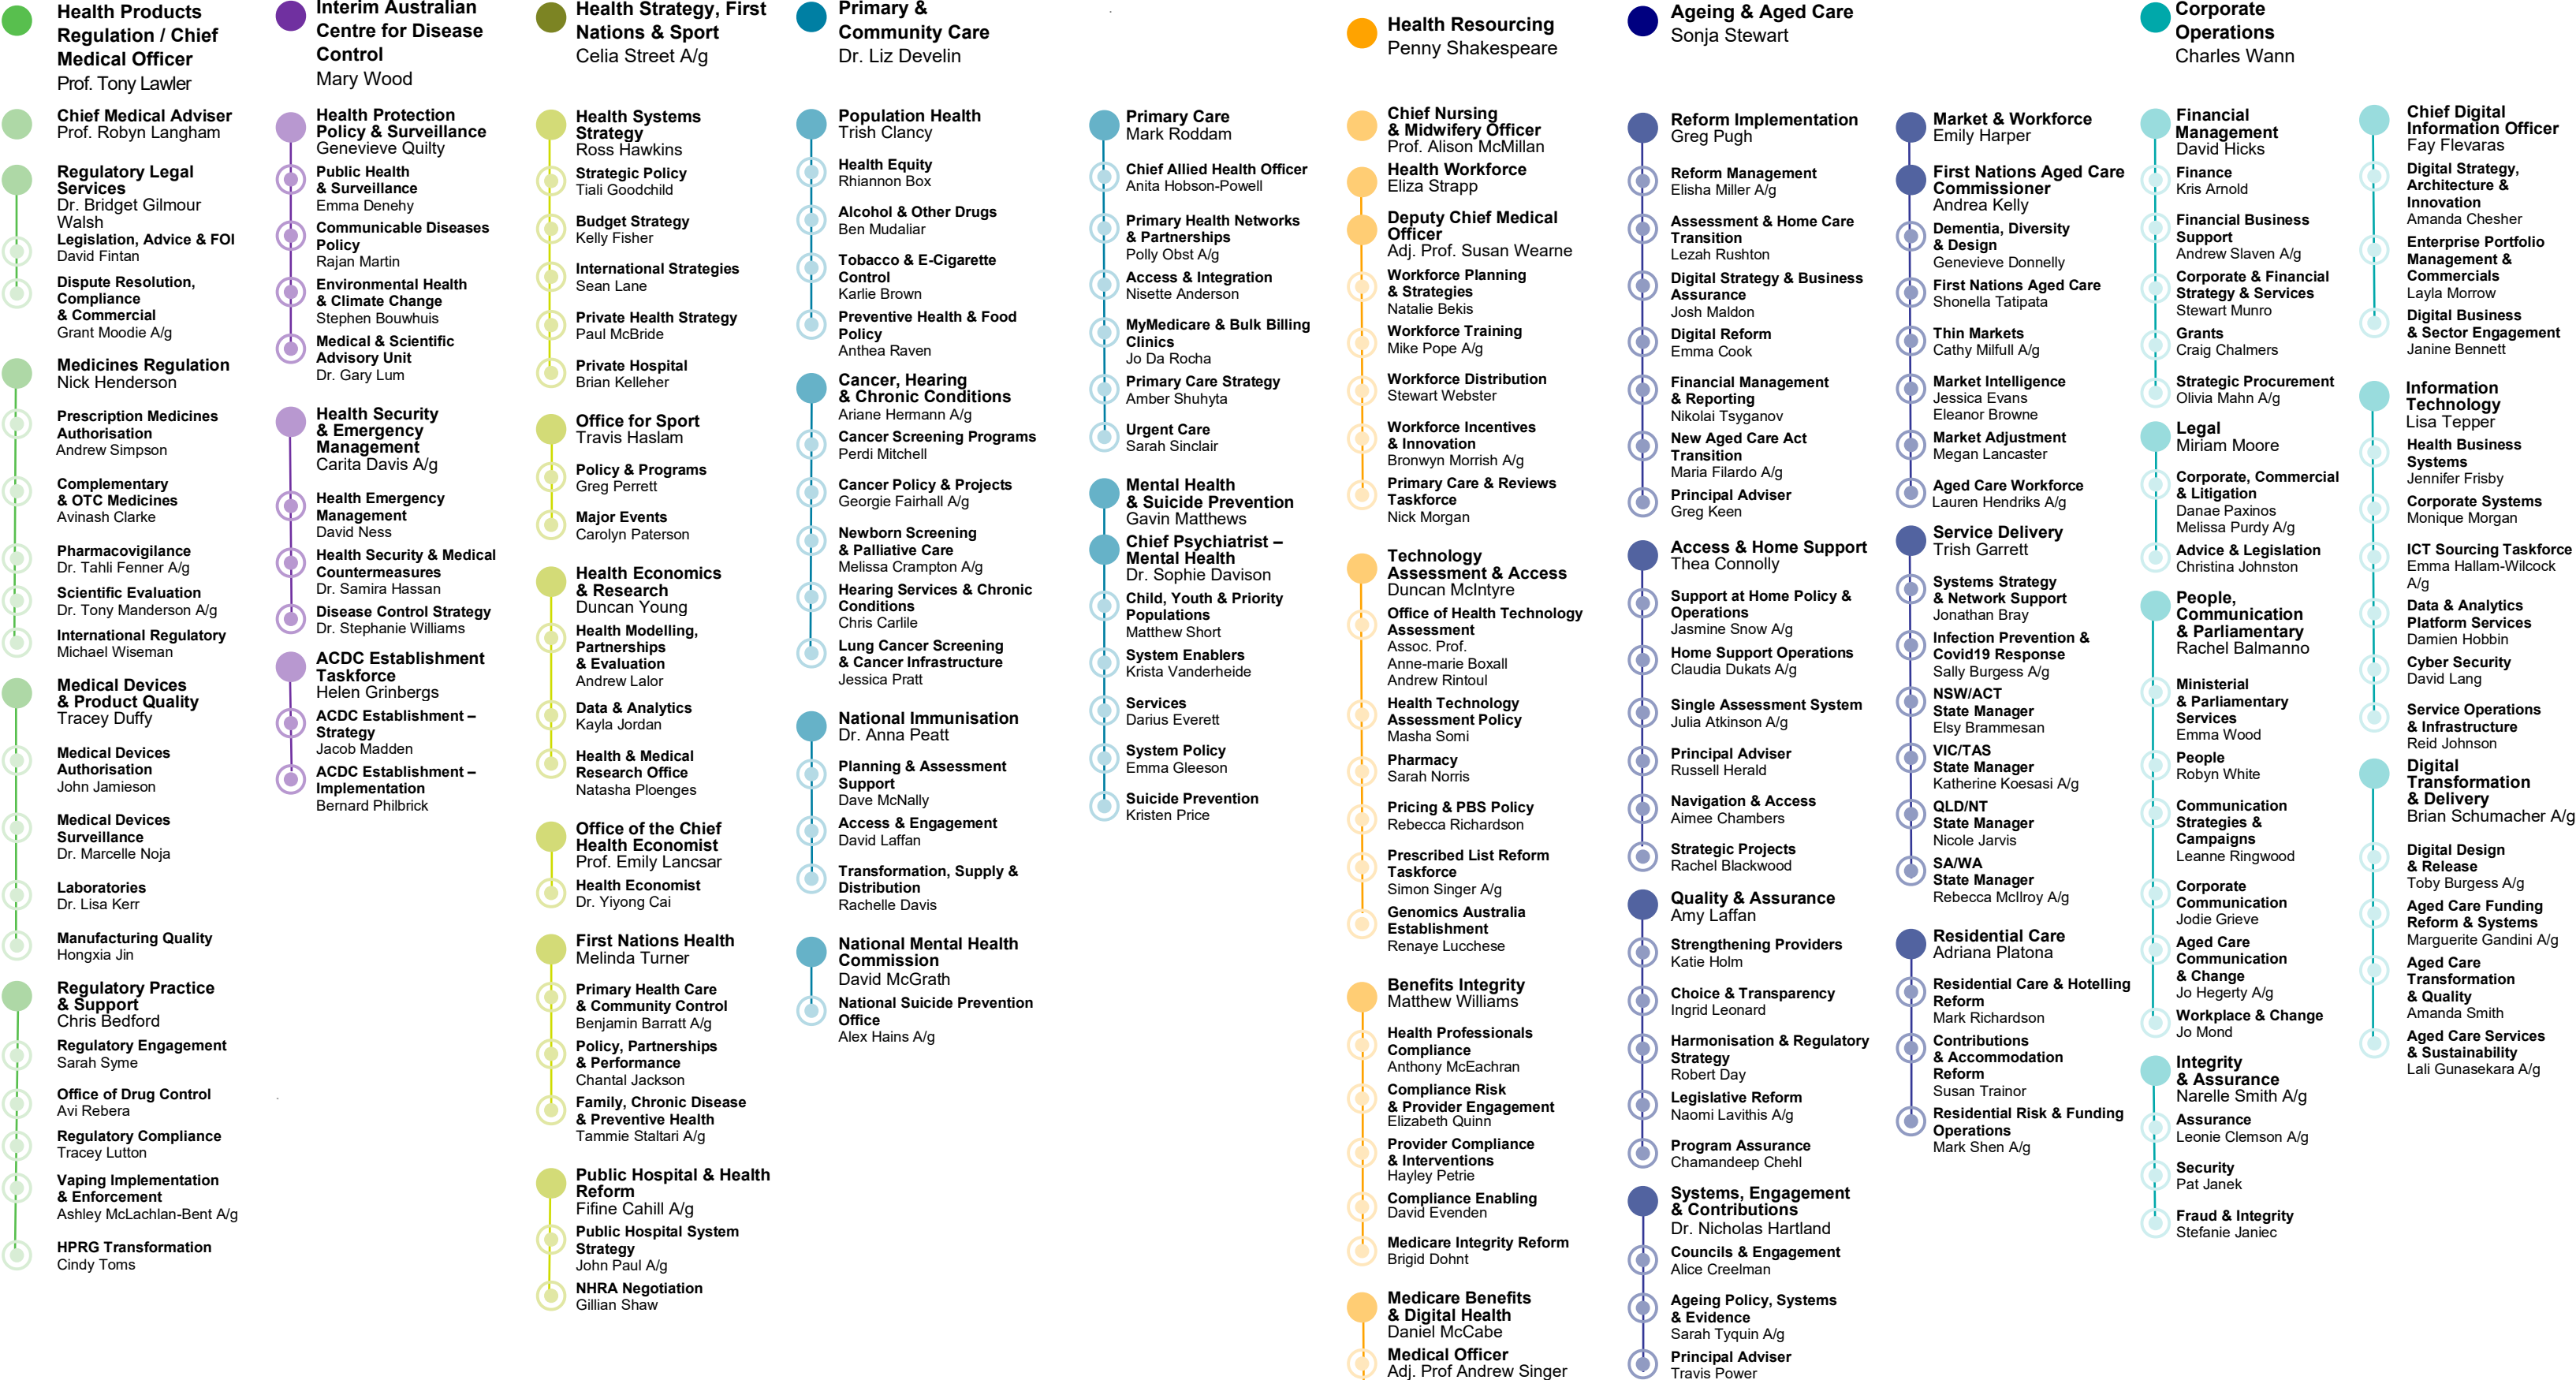 Health Products
Regulation / Chief
Medical Officer
Prof. Tony Lawler
Chief Medical Adviser
Prof. Robyn Langham
Regulatory Legal
Services
Dr. Bridget Gilmour
Walsh
Legislation, Advice & FOI
David Fintan
Dispute Resolution,
Compliance
& Commercial
Grant Moodie A/g
Medicines Regulation
Nick Henderson
Prescription Medicines
Authorisation
Andrew Simpson
Complementary
& OTC Medicines
Avinash Clarke
Pharmacovigilance
Dr. Tahli Fenner A/g
Scientific Evaluation
Dr. Tony Manderson A/g
International Regulatory
Michael Wiseman
Medical Devices
& Product Quality
Tracey Duffy
Medical Devices
Authorisation
John Jamieson
Medical Devices
Surveillance
Dr. Marcelle Noja
Laboratories
Dr. Lisa Kerr
Manufacturing Quality
Hongxia Jin
Regulatory Practice
& Support
Chris Bedford
Regulatory Engagement
Sarah Syme
Office of Drug Control
Avi Rebera
Regulatory Compliance
Tracey Lutton
Vaping Implementation
& Enforcement
Ashley McLachlan-Bent A/g
HPRG Transformation
Cindy Toms
Interim Australian
Centre for Disease
Control
Mary Wood
Health Protection
Policy & Surveillance
Genevieve Quilty
Public Health
& Surveillance
Emma Denehy
Communicable Diseases
Policy
Rajan Martin
Environmental Health
& Climate Change
Stephen Bouwhuis
Medical & Scientific
Advisory Unit
Dr. Gary Lum
Health Security
& Emergency
Management
Carita Davis A/g
Health Emergency
Management
David Ness
Health Security & Medical
Countermeasures
Dr. Samira Hassan
Disease Control Strategy
Dr. Stephanie Williams
ACDC Establishment
Taskforce
Helen Grinbergs
ACDC Establishment –
Strategy
Jacob Madden
ACDC Establishment –
Implementation
Bernard Philbrick
Health Strategy, First
Nations & Sport
Celia Street A/g
Health Systems
Strategy
Ross Hawkins
Strategic Policy
Tiali Goodchild
Budget Strategy
Kelly Fisher
International Strategies
Sean Lane
Private Health Strategy
Paul McBride
Private Hospital
Brian Kelleher
Office for Sport
Travis Haslam
Policy & Programs
Greg Perrett
Major Events
Carolyn Paterson
Health Economics
& Research
Duncan Young
Health Modelling,
Partnerships
& Evaluation
Andrew Lalor
Data & Analytics
Kayla Jordan
Health & Medical
Research Office
Natasha Ploenges
Office of the Chief
Health Economist
Prof. Emily Lancsar
Health Economist
Dr. Yiyong Cai
First Nations Health
Melinda Turner
Primary Health Care
& Community Control
Benjamin Barratt A/g
Policy, Partnerships
& Performance
Chantal Jackson
Family, Chronic Disease
& Preventive Health
Tammie Staltari A/g
Public Hospital & Health
Reform
Fifine Cahill A/g
Public Hospital System
Strategy
John Paul A/g
NHRA Negotiation
Gillian Shaw
Primary &
Community Care
Dr. Liz Develin
Population Health
Trish Clancy
Health Equity
Rhiannon Box
Alcohol & Other Drugs
Ben Mudaliar
Tobacco & E-Cigarette
Control
Karlie Brown
Preventive Health & Food
Policy
Anthea Raven
Cancer, Hearing
& Chronic Conditions
Ariane Hermann A/g
Cancer Screening Programs
Perdi Mitchell
Cancer Policy & Projects
Georgie Fairhall A/g
Newborn Screening
& Palliative Care
Melissa Crampton A/g
Hearing Services & Chronic
Conditions
Chris Carlile
Lung Cancer Screening
& Cancer Infrastructure
Jessica Pratt
National Immunisation
Dr. Anna Peatt
Planning & Assessment
Support
Dave McNally
Access & Engagement
David Laffan
Transformation, Supply &
Distribution
Rachelle Davis
National Mental Health
Commission
David McGrath
National Suicide Prevention
Office
Alex Hains A/g
Primary Care
Mark Roddam
Chief Allied Health Officer
Anita Hobson-Powell
Primary Health Networks
& Partnerships
Polly Obst A/g
Access & Integration
Nisette Anderson
MyMedicare & Bulk Billing
Clinics
Jo Da Rocha
Primary Care Strategy
Amber Shuhyta
Urgent Care
Sarah Sinclair
Mental Health
& Suicide Prevention
Gavin Matthews
Chief Psychiatrist –
Mental Health
Dr. Sophie Davison
Child, Youth & Priority
Populations
Matthew Short
System Enablers
Krista Vanderheide
Services
Darius Everett
System Policy
Emma Gleeson
Suicide Prevention
Kristen Price
Health Resourcing
Penny Shakespeare
Chief Nursing
& Midwifery Officer
Prof. Alison McMillan
Health Workforce
Eliza Strapp
Deputy Chief Medical
Officer
Adj. Prof. Susan Wearne
Workforce Planning
& Strategies
Natalie Bekis
Workforce Training
Mike Pope A/g
Workforce Distribution
Stewart Webster
Workforce Incentives
& Innovation
Bronwyn Morrish A/g
Primary Care & Reviews
Taskforce
Nick Morgan
Technology
Assessment & Access
Duncan McIntyre
Office of Health Technology
Assessment
Assoc. Prof.
Anne-marie Boxall
Andrew Rintoul
Health Technology
Assessment Policy
Masha Somi
Pharmacy
Sarah Norris
Pricing & PBS Policy
Rebecca Richardson
Prescribed List Reform
Taskforce
Simon Singer A/g
Genomics Australia
Establishment
Renaye Lucchese
Benefits Integrity
Matthew Williams
Health Professionals
Compliance
Anthony McEachran
Compliance Risk
& Provider Engagement
Elizabeth Quinn
Provider Compliance
& Interventions
Hayley Petrie
Compliance Enabling
David Evenden
Medicare Integrity Reform
Brigid Dohnt
Medicare Benefits
& Digital Health
Daniel McCabe
Medical Officer
Adj. Prof Andrew Singer
Ageing & Aged Care
Sonja Stewart
Reform Implementation
Greg Pugh
Reform Management
Elisha Miller A/g
Assessment & Home Care
Transition
Lezah Rushton
Digital Strategy & Business
Assurance
Josh Maldon
Digital Reform
Emma Cook
Financial Management
& Reporting
Nikolai Tsyganov
New Aged Care Act
Transition
Maria Filardo A/g
Principal Adviser
Greg Keen
Access & Home Support
Thea Connolly
Support at Home Policy &
Operations
Jasmine Snow A/g
Home Support Operations
Claudia Dukats A/g
Single Assessment System
Julia Atkinson A/g
Principal Adviser
Russell Herald
Navigation & Access
Aimee Chambers
Strategic Projects
Rachel Blackwood
Quality & Assurance
Amy Laffan
Strengthening Providers
Katie Holm
Choice & Transparency
Ingrid Leonard
Harmonisation & Regulatory
Strategy
Robert Day
Legislative Reform
Naomi Lavithis A/g
Program Assurance
Chamandeep Chehl
Systems, Engagement
& Contributions
Dr. Nicholas Hartland
Councils & Engagement
Alice Creelman
Ageing Policy, Systems
& Evidence
Sarah Tyquin A/g
Principal Adviser
Travis Power
Market & Workforce
Emily Harper
First Nations Aged Care
Commissioner
Andrea Kelly
Dementia, Diversity
& Design
Genevieve Donnelly
First Nations Aged Care
Shonella Tatipata
Thin Markets
Cathy Milfull A/g
Market Intelligence
Jessica Evans
Eleanor Browne
Market Adjustment
Megan Lancaster
Aged Care Workforce
Lauren Hendriks A/g
Service Delivery
Trish Garrett
Systems Strategy
& Network Support
Jonathan Bray
Infection Prevention &
Covid19 Response
Sally Burgess A/g
NSW/ACT
State Manager
Elsy Brammesan
VIC/TAS
State Manager
Katherine Koesasi A/g
QLD/NT
State Manager
Nicole Jarvis
SA/WA
State Manager
Rebecca McIlroy A/g
Residential Care
Adriana Platona
Residential Care & Hotelling
Reform
Mark Richardson
Contributions
& Accommodation
Reform
Susan Trainor
Residential Risk & Funding
Operations
Mark Shen A/g
Corporate
Operations
Charles Wann
Financial
Management
David Hicks
Finance
Kris Arnold
Financial Business
Support
Andrew Slaven A/g
Corporate & Financial
Strategy & Services
Stewart Munro
Grants
Craig Chalmers
Strategic Procurement
Olivia Mahn A/g
Legal
Miriam Moore
Corporate, Commercial
& Litigation
Danae Paxinos
Melissa Purdy A/g
Advice & Legislation
Christina Johnston
People,
Communication
& Parliamentary
Rachel Balmanno
Ministerial
& Parliamentary
Services
Emma Wood
People
Robyn White
Communication
Strategies &
Campaigns
Leanne Ringwood
Corporate
Communication
Jodie Grieve
Aged Care
Communication
& Change
Jo Hegerty A/g
Workplace & Change
Jo Mond
Integrity
& Assurance
Narelle Smith A/g
Assurance
Leonie Clemson A/g
Security
Pat Janek
Fraud & Integrity
Stefanie Janiec
Chief Digital
Information Officer
Fay Flevaras
Digital Strategy,
Architecture &
Innovation
Amanda Chesher
Enterprise Portfolio
Management &
Commercials
Layla Morrow
Digital Business
& Sector Engagement
Janine Bennett
Information
Technology
Lisa Tepper
Health Business
Systems
Jennifer Frisby
Corporate Systems
Monique Morgan
ICT Sourcing Taskforce
Emma Hallam-Wilcock
A/g
Data & Analytics
Platform Services
Damien Hobbin
Cyber Security
David Lang
Service Operations
& Infrastructure
Reid Johnson
Digital
Transformation
& Delivery
Brian Schumacher A/g
Digital Design
& Release
Toby Burgess A/g
Aged Care Funding
Reform & Systems
Marguerite Gandini A/g
Aged Care
Transformation
& Quality
Amanda Smith
Aged Care Services
& Sustainability
Lali Gunasekara A/g